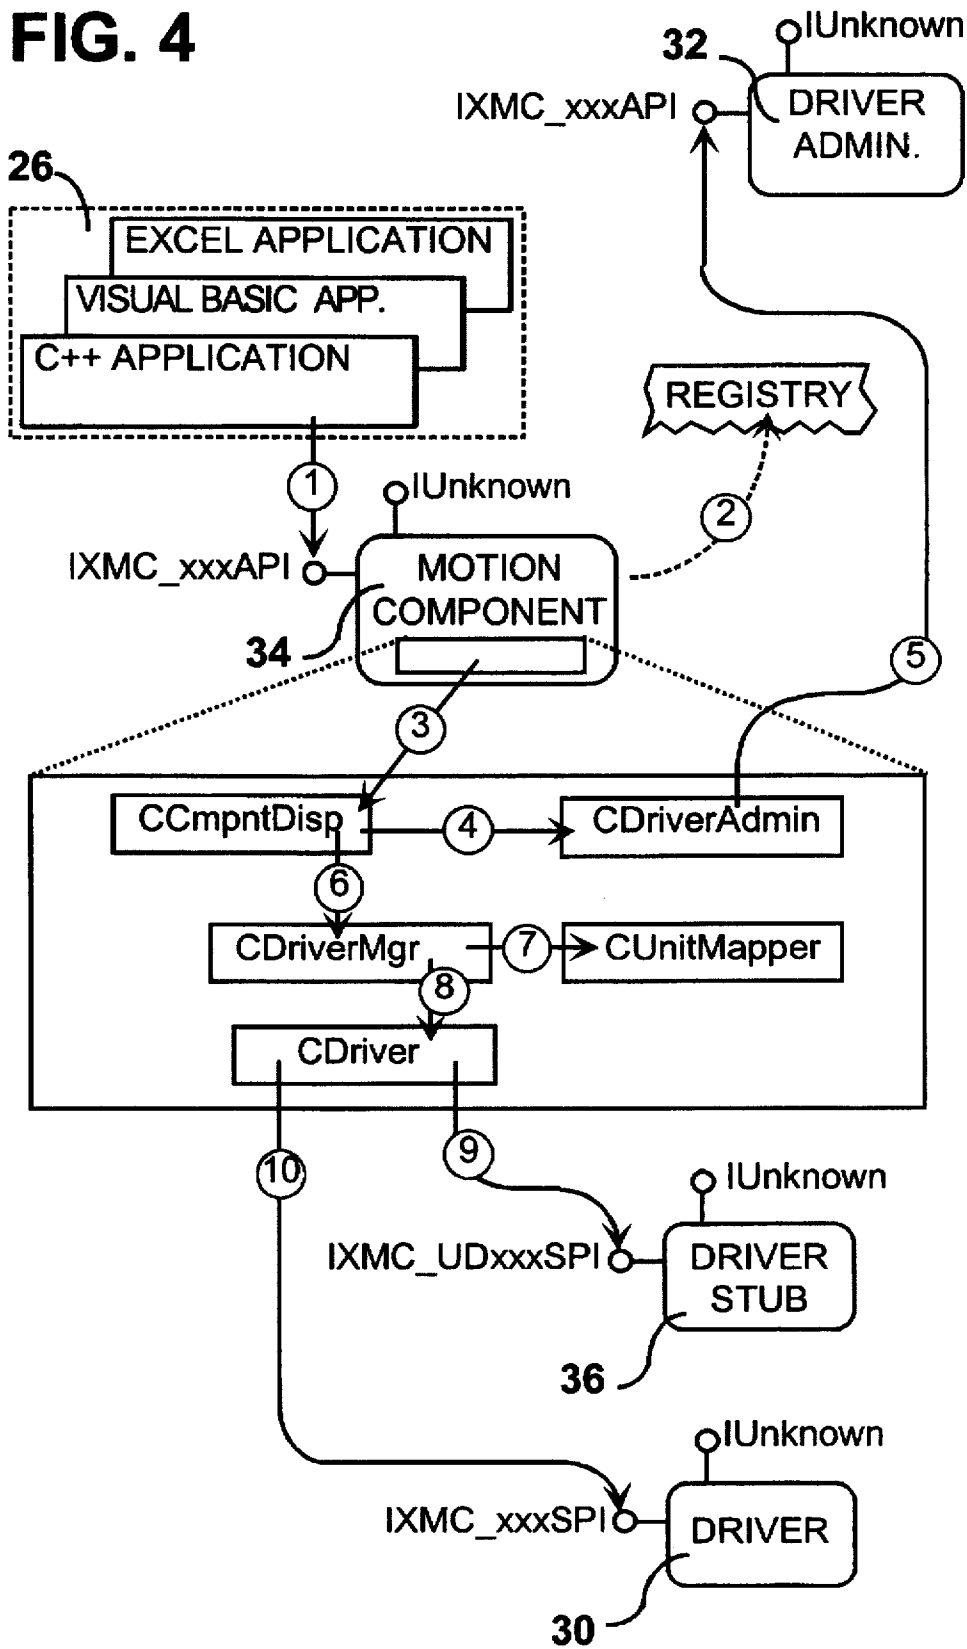 FIG. 4
32
IUnknown
IXMC_xxxAPI
DRIVER
ADMIN.
26
EXCEL APPLICATION
VISUAL BASIC APP.
C++ APPLICATION
REGISTRY
1
IUnknown
2
IXMC_xxxAPI
MOTION
COMPONENT
34
5
3
CCmpntDisp
4
CDriverAdmin
6
CDriverMgr
7
CUnitMapper
8
CDriver
9
10
IUnknown
IXMC_UDxxxSPI
DRIVER
STUB
36
IUnknown
IXMC_xxxSPI
DRIVER
30